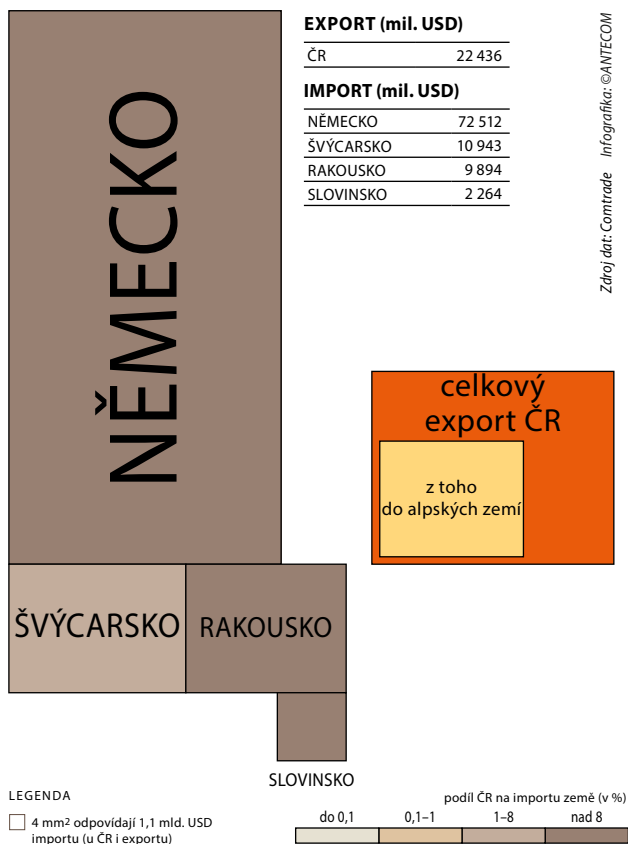 EXPORT (mil. USD)
ČR 22 436
IMPORT (mil. USD)
NĚMECKO 72 512
ŠVÝCARSKO 10 943
RAKOUSKO 9 894
SLOVINSKO 2 264
Zdroj dat: Comtrade Infografika: ©ANTECOM
NĚMECKO
celkový
export ČR
z toho
do alpských zemí
ŠVÝCARSKO
RAKOUSKO
SLOVINSKO
LEGENDA
4 mm² odpovídají 1,1 mld. USD
importu (u ČR i exportu)
podíl ČR na importu země (v %)
do 0,1 0,1–1 1–8 nad 8